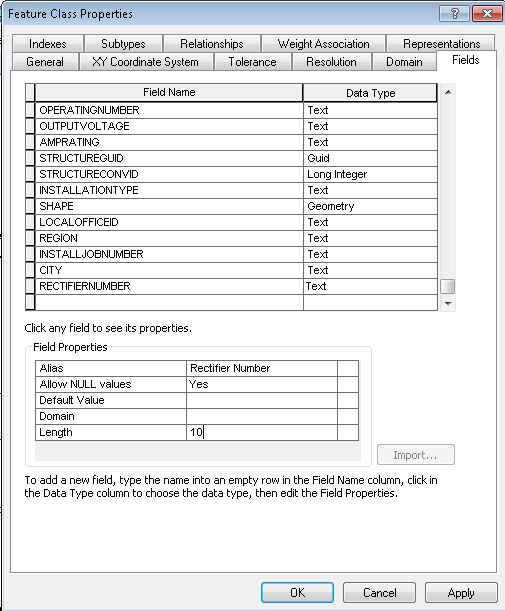 Feature Class Properties
Indexes Subtypes Relationships Weight Association Representations
General XY Coordinate System Tolerance Resolution Domain Fields
Field Name Data Type
OPERATINGNUMBER Text
OUTPUTVOLTAGE Text
AMPRATING Text
STRUCTUREGUID Guid
STRUCTURECONVID Long Integer
INSTALLATIONTYPE Text
SHAPE Geometry
LOCALOFFICEID Text
REGION Text
INSTALLJOBNUMBER Text
CITY Text
RECTIFIERNUMBER Text
Click any field to see its properties.
Field Properties
Alias Rectifier Number
Allow NULL values Yes
Default Value
Domain
Length 10
Import...
To add a new field, type the name into an empty row in the Field Name column, click in
the Data Type column to choose the data type, then edit the Field Properties.
OK Cancel Apply